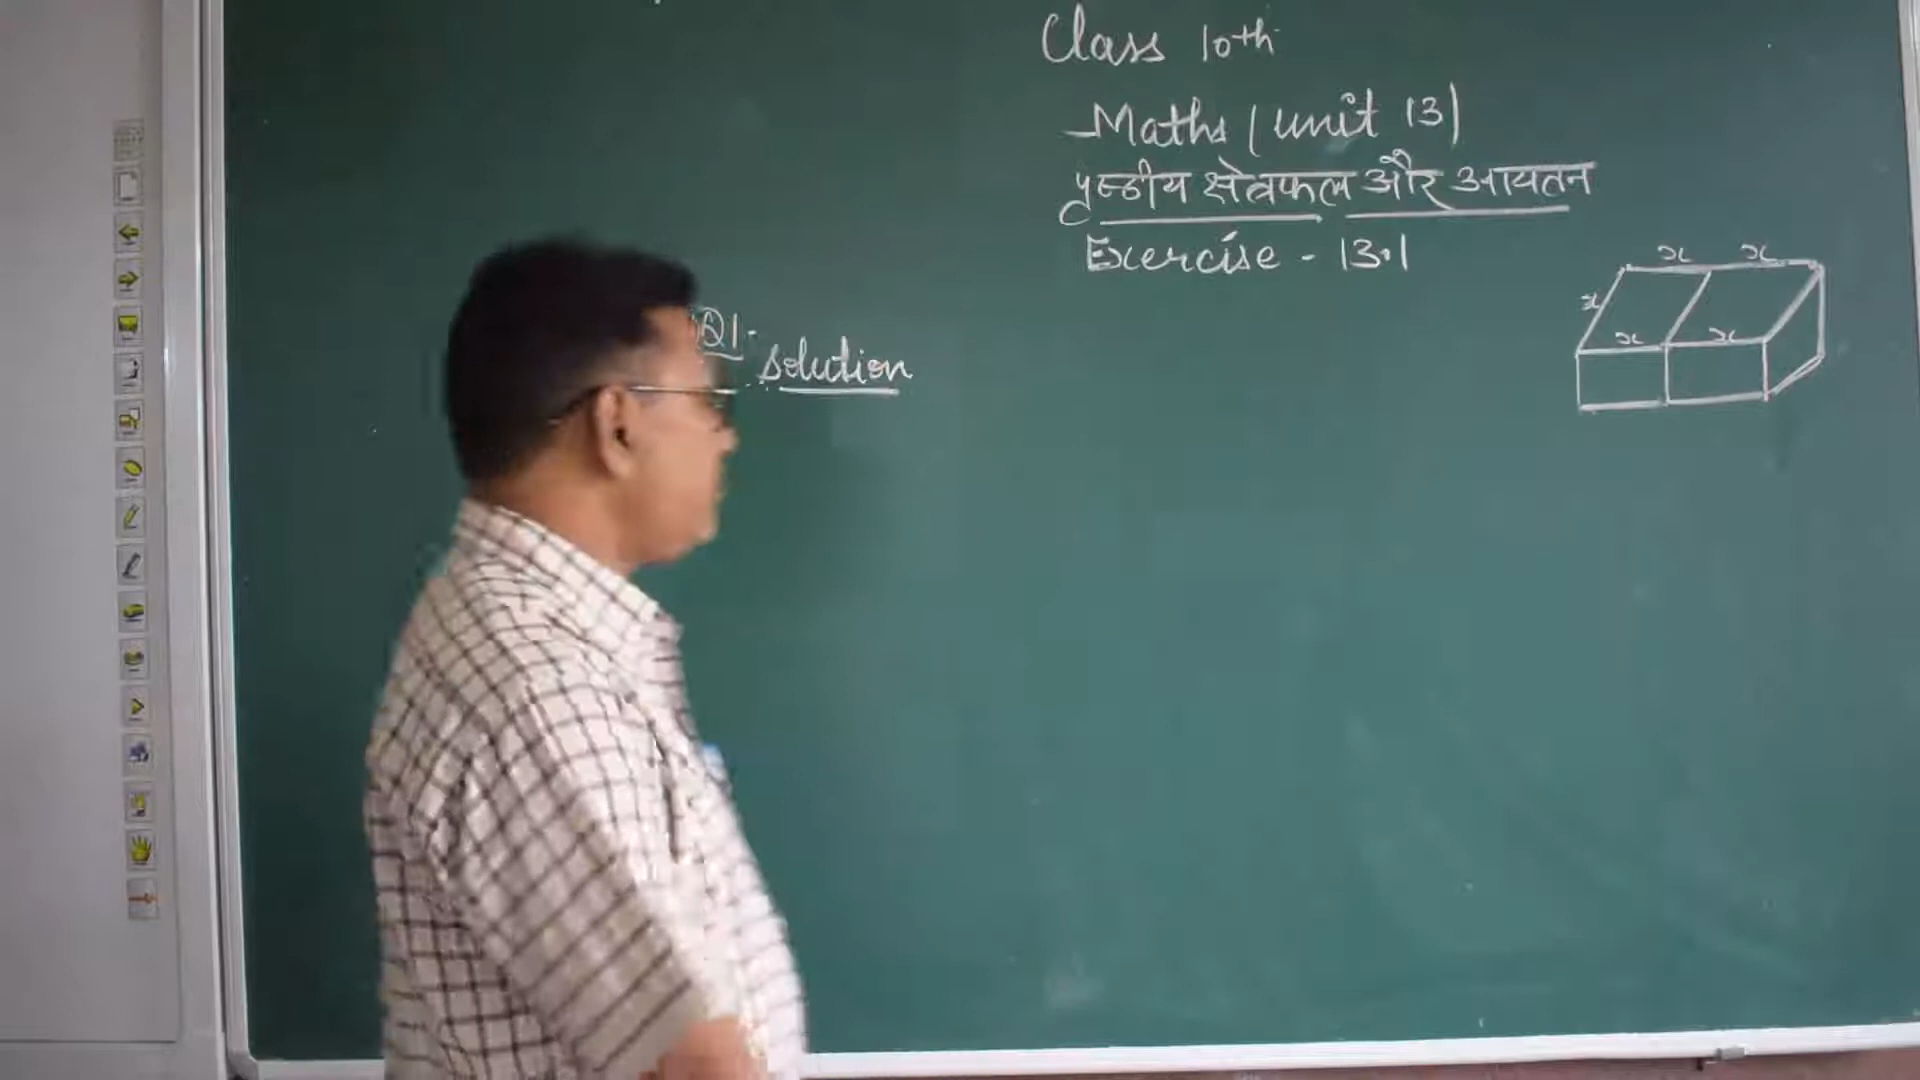 Class 10th
Maths (unit 13)
पृष्ठीय क्षेत्रफल और आयतन
Exercise - 13.1
x x
x
x x
Q1.
solution